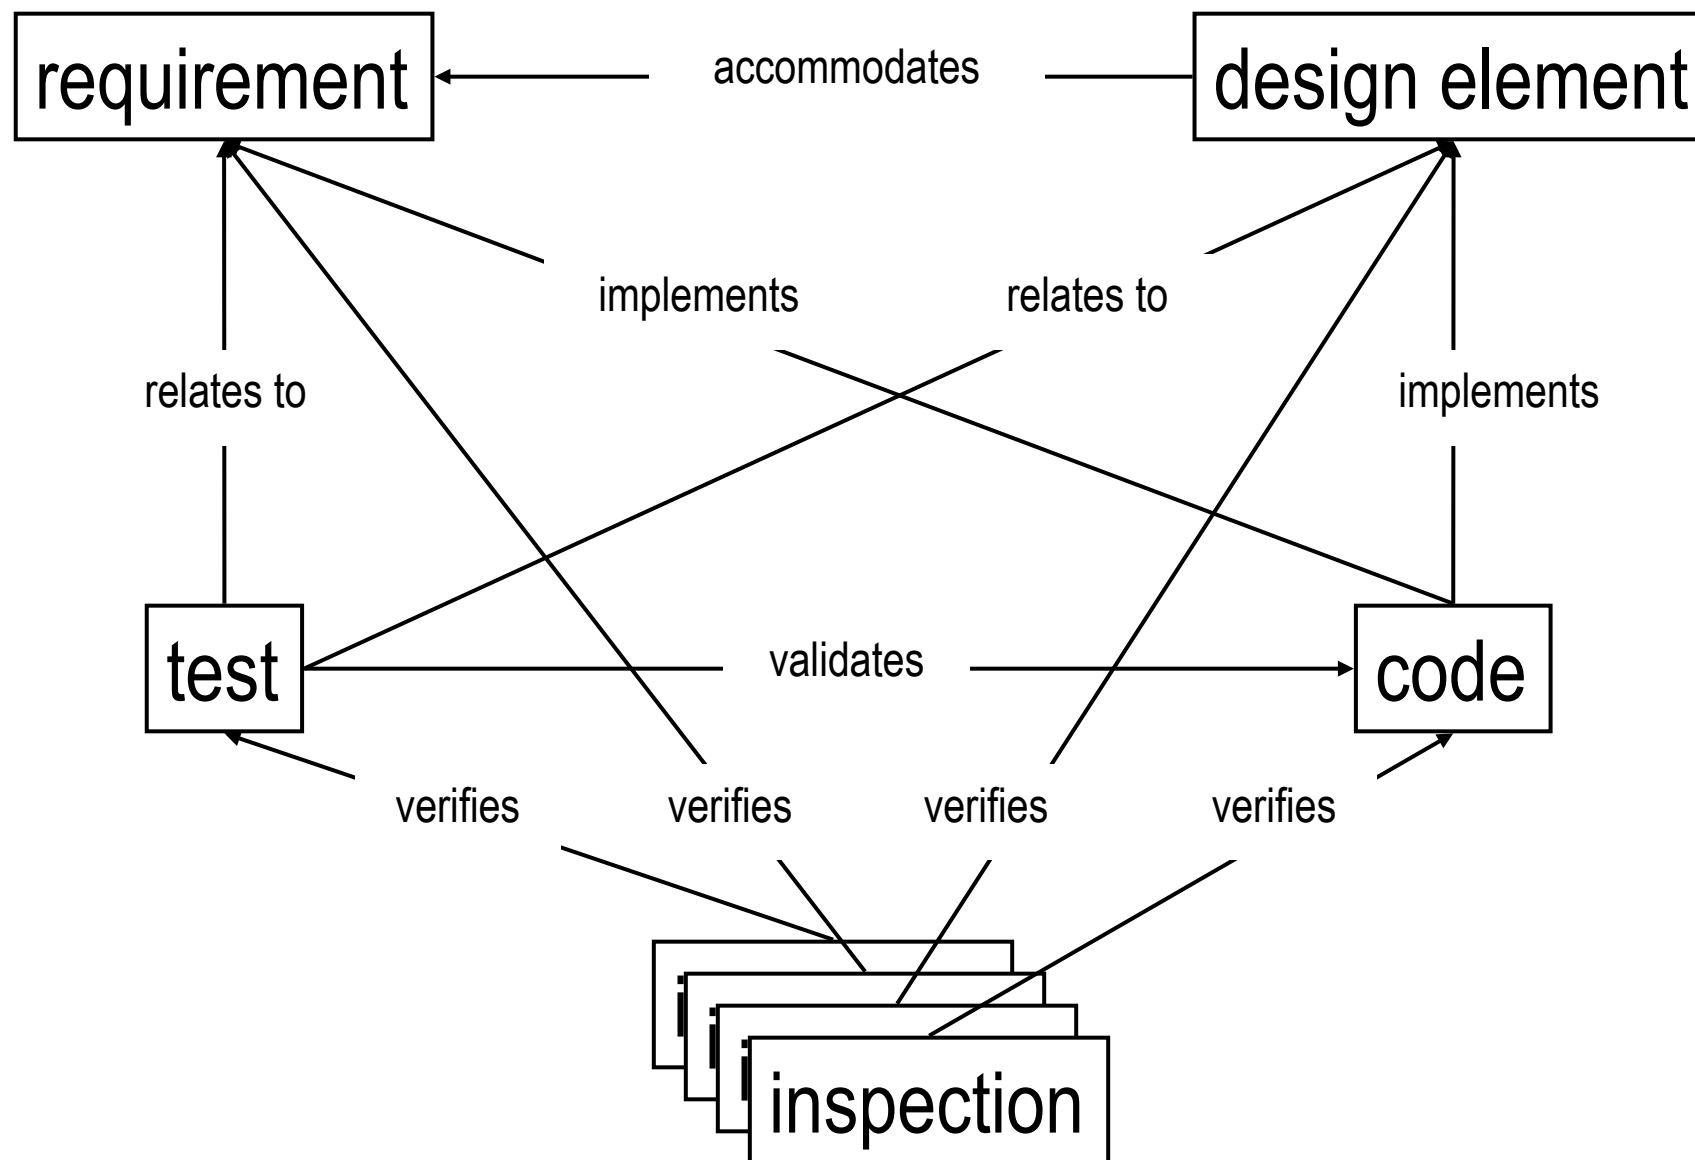 requirement
accommodates
design element
implements
relates to
relates to
implements
test
validates
code
verifies
verifies
verifies
verifies
i
i
i
inspection